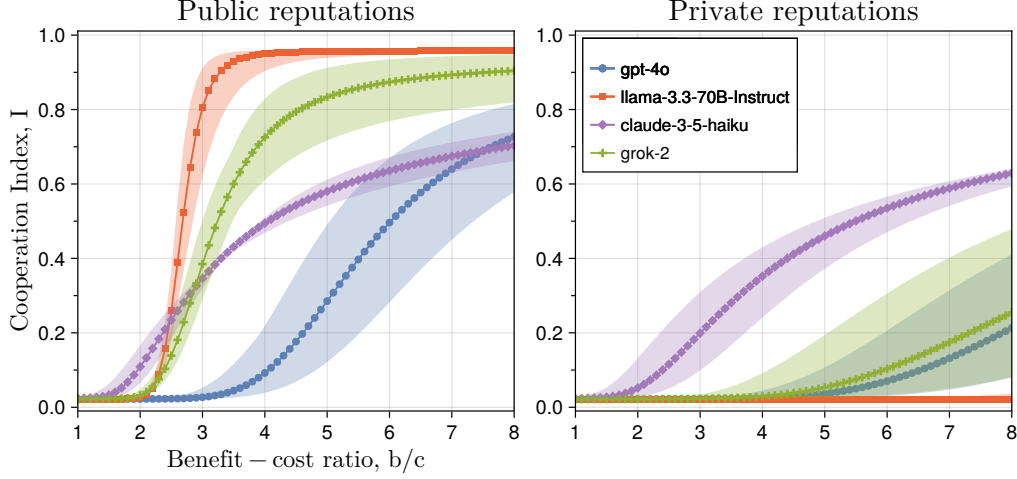 Public reputations
Private reputations
Cooperation Index, I
1.0
0.8
0.6
0.4
0.2
0.0
1 2 3 4 5 6 7 8
Benefit − cost ratio, b/c
1.0
0.8
0.6
0.4
0.2
0.0
1 2 3 4 5 6 7 8
gpt-4o
llama-3.3-70B-Instruct
claude-3-5-haiku
grok-2